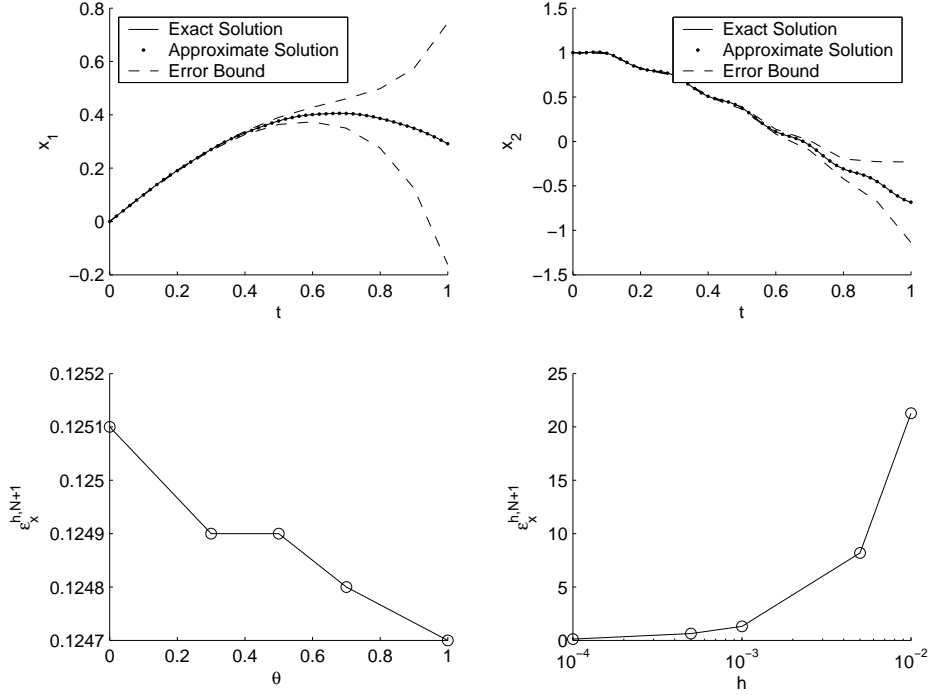 0.8
0.6
0.4
0.2
0
−0.2
x_1
Exact Solution
Approximate Solution
Error Bound
0 0.2 0.4 0.6 0.8 1
t
1.5
1
0.5
0
−0.5
−1
−1.5
x_2
Exact Solution
Approximate Solution
Error Bound
0 0.2 0.4 0.6 0.8 1
t
0.1252
0.1251
0.125
0.1249
0.1248
0.1247
ε_x^{h,N+1}
0 0.2 0.4 0.6 0.8 1
θ
25
20
15
10
5
0
ε_x^{h,N+1}
10^{−4} 10^{−3} 10^{−2}
h